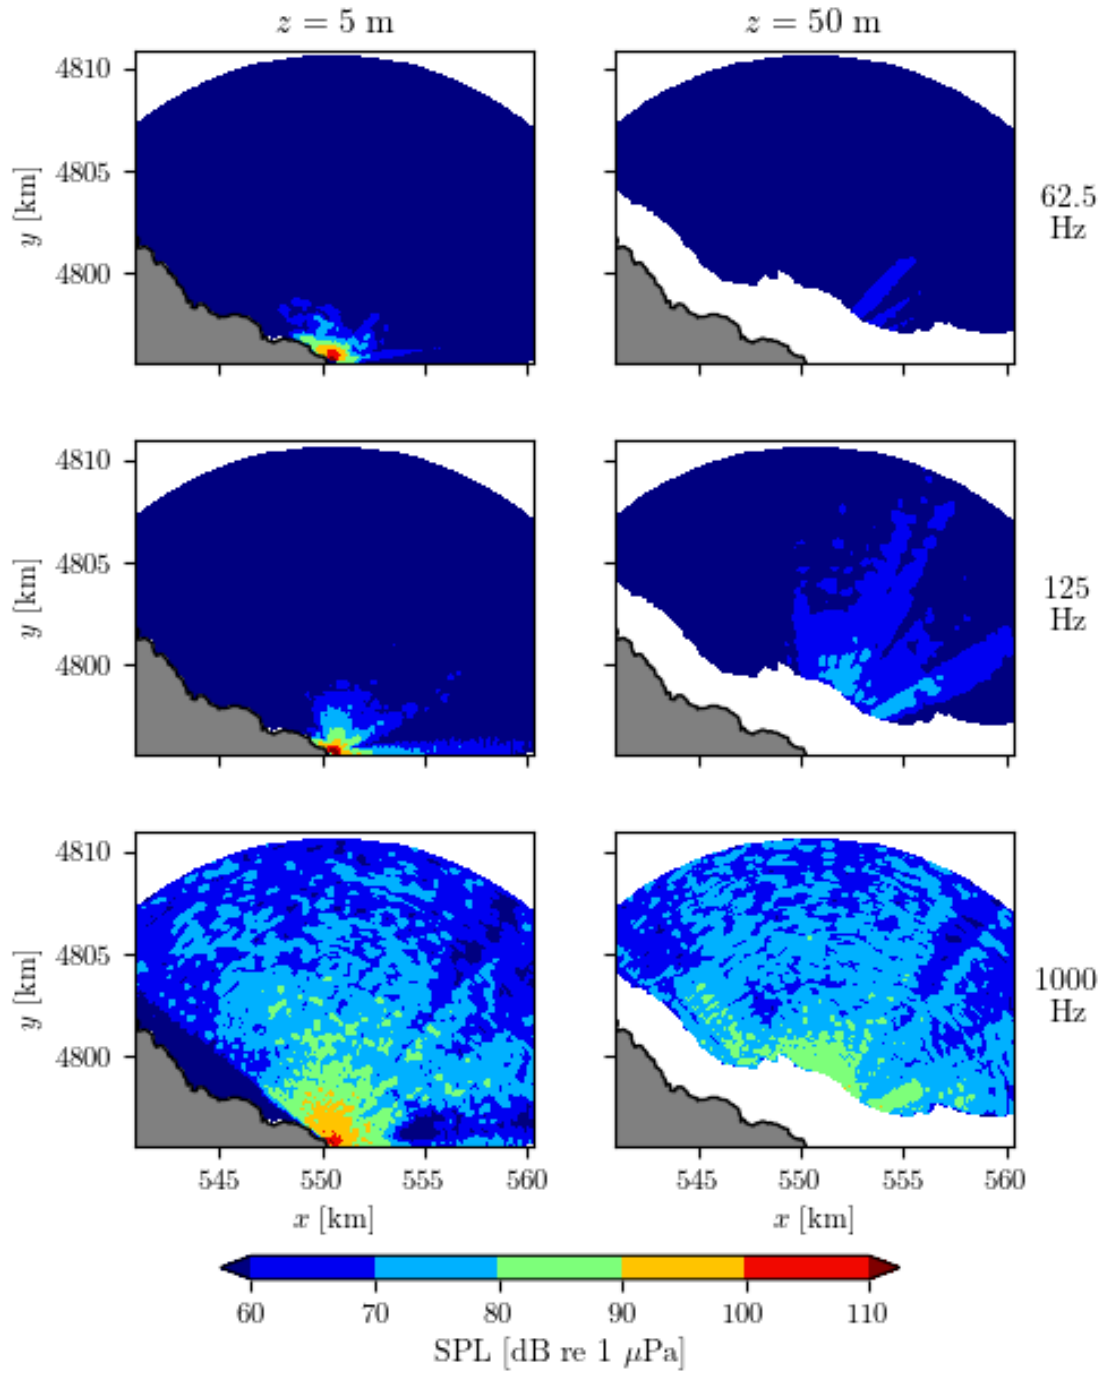 z = 5 m z = 50 m
4810
4805
4800
y [km]
62.5
Hz
4810
4805
4800
y [km]
125
Hz
4810
4805
4800
y [km]
1000
Hz
545 550 555 560 545 550 555 560
x [km] x [km]
60 70 80 90 100 110
SPL [dB re 1 μPa]